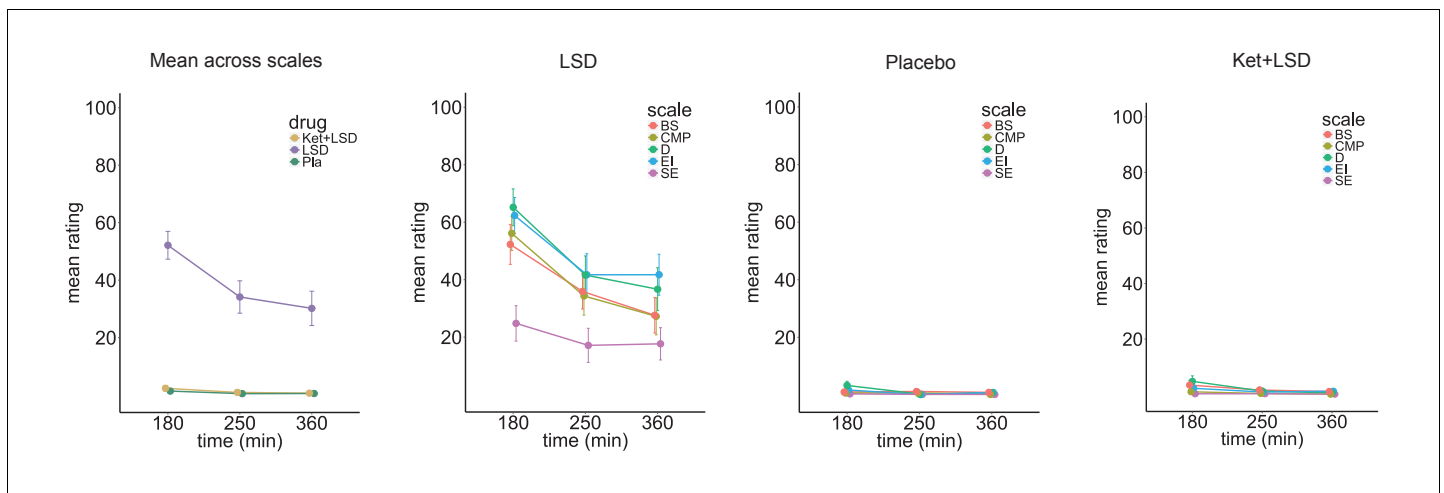 Mean across scales
mean rating
100
80
60
40
20
drug
Ket+LSD
LSD
Pla
180 250 360
time (min)
LSD
mean rating
100
80
60
40
20
scale
BS
CMP
D
EI
SE
180 250 360
time (min)
Placebo
mean rating
100
80
60
40
20
scale
BS
CMP
D
EI
SE
180 250 360
time (min)
Ket+LSD
mean rating
100
80
60
40
20
scale
BS
CMP
D
EI
SE
180 250 360
time (min)